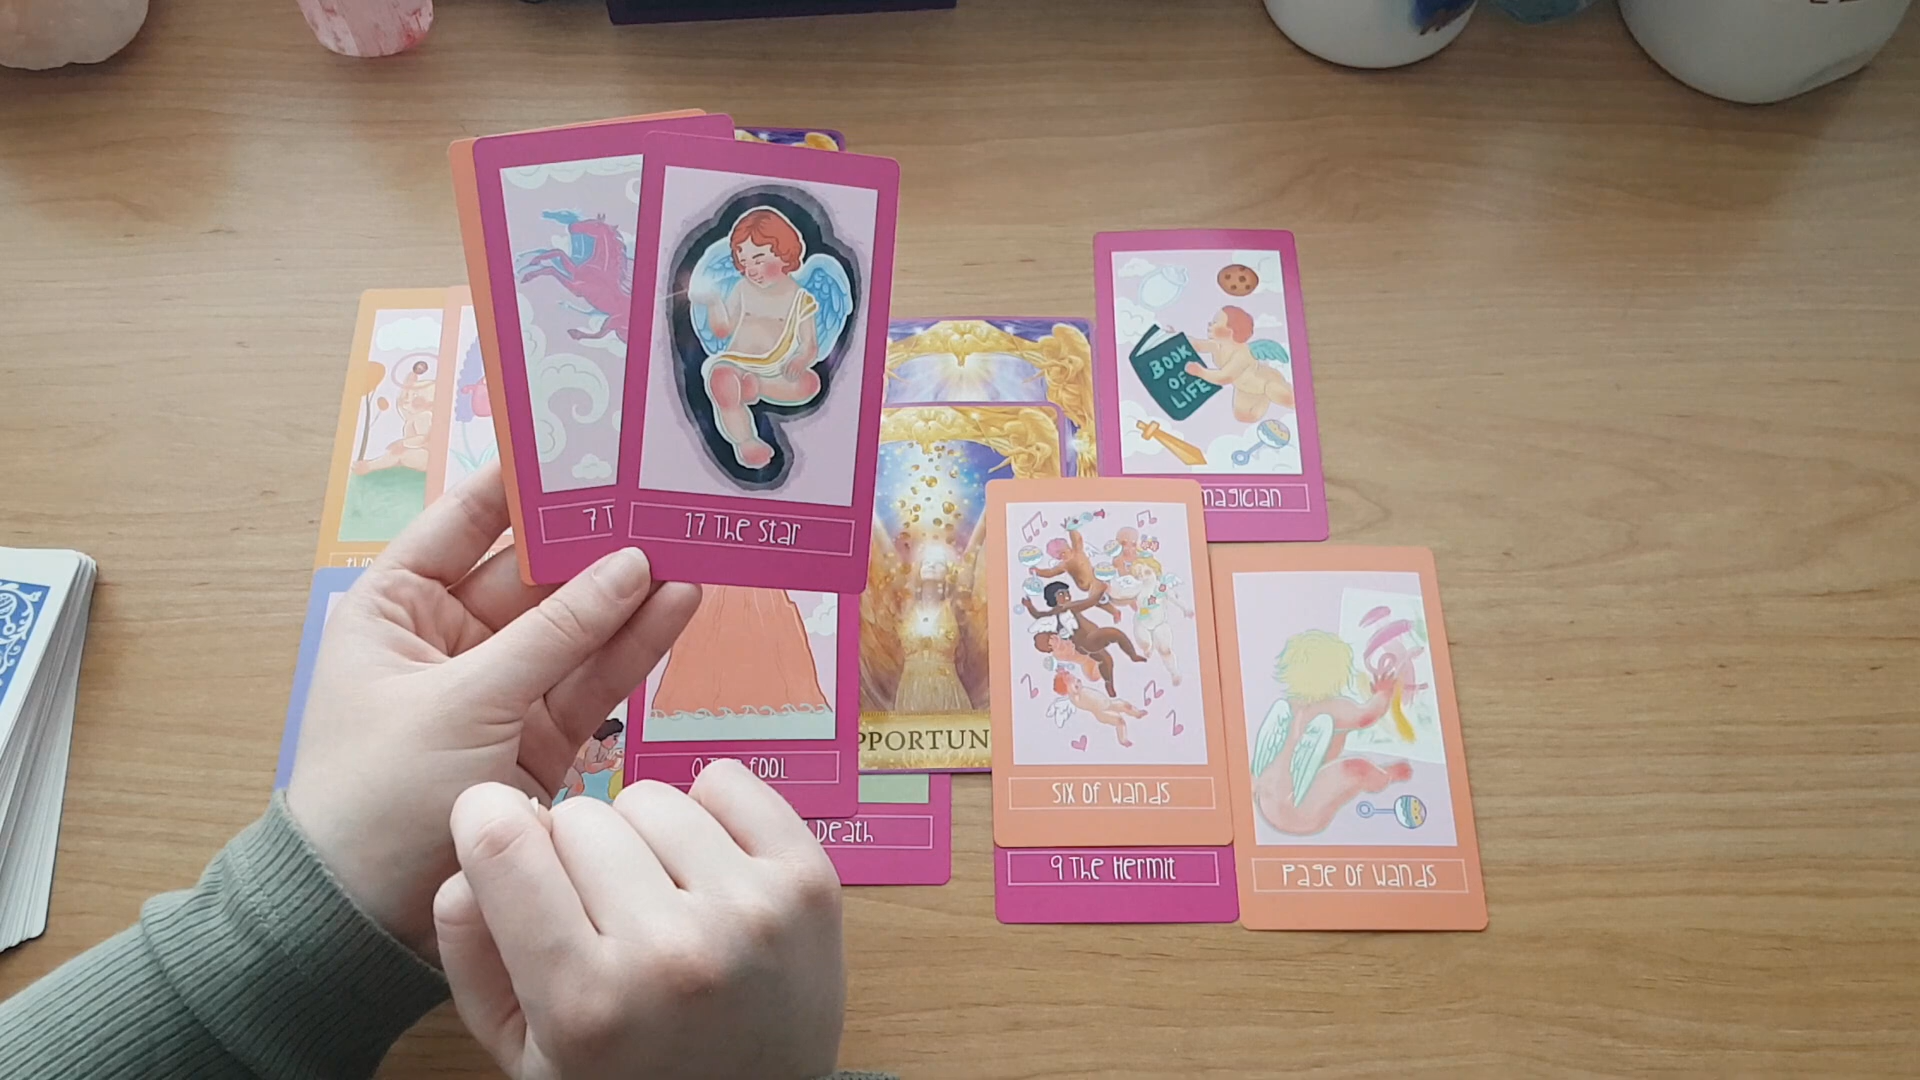 BOOK
OF
LIFE
magician
7 T
17 The Star
PPORTUN
0 T
FOOL
Six of Wands
Death
9 The Hermit
Page of Wands